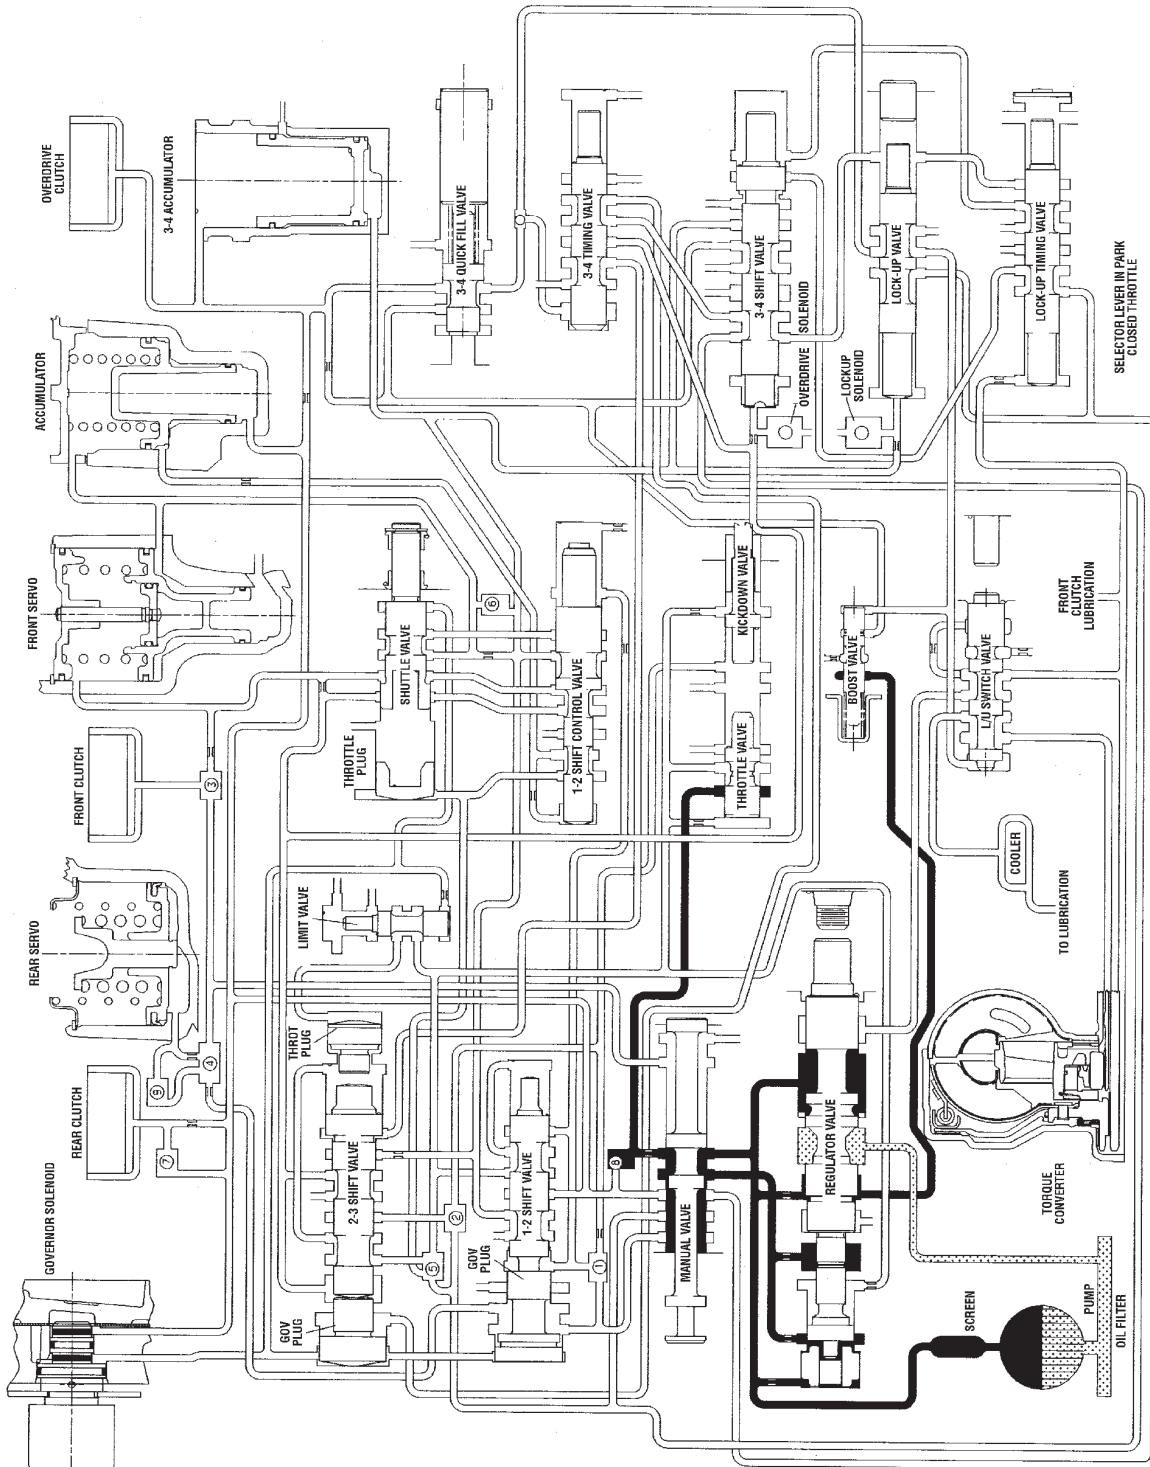 OVERDRIVE
CLUTCH
3-4 ACCUMULATOR
3-4 QUICK FILL VALVE
3-4 TIMING VALVE
3-4 SHIFT VALVE
SOLENOID
OVERDRIVE
LOCKUP
SOLENOID
LOCK-UP VALVE
LOCK-UP TIMING VALVE
SELECTOR LEVER IN PARK
CLOSED THROTTLE
ACCUMULATOR
FRONT SERVO
SHUTTLE VALVE
THROTTLE
PLUG
6
1-2 SHIFT CONTROL VALVE
KICKDOWN VALVE
THROTTLE VALVE
BOOST VALVE
L/U SWITCH VALVE
FRONT
CLUTCH
LUBRICATION
FRONT CLUTCH
3
REAR SERVO
LIMIT VALVE
COOLER
TO LUBRICATION
REAR CLUTCH
9
4
7
THROT
PLUG
2-3 SHIFT VALVE
GOV
PLUG
2
5
1-2 SHIFT VALVE
GOV
PLUG
1
8
MANUAL VALVE
REGULATOR VALVE
TORQUE
CONVERTER
GOVERNOR SOLENOID
SCREEN
PUMP
OIL FILTER